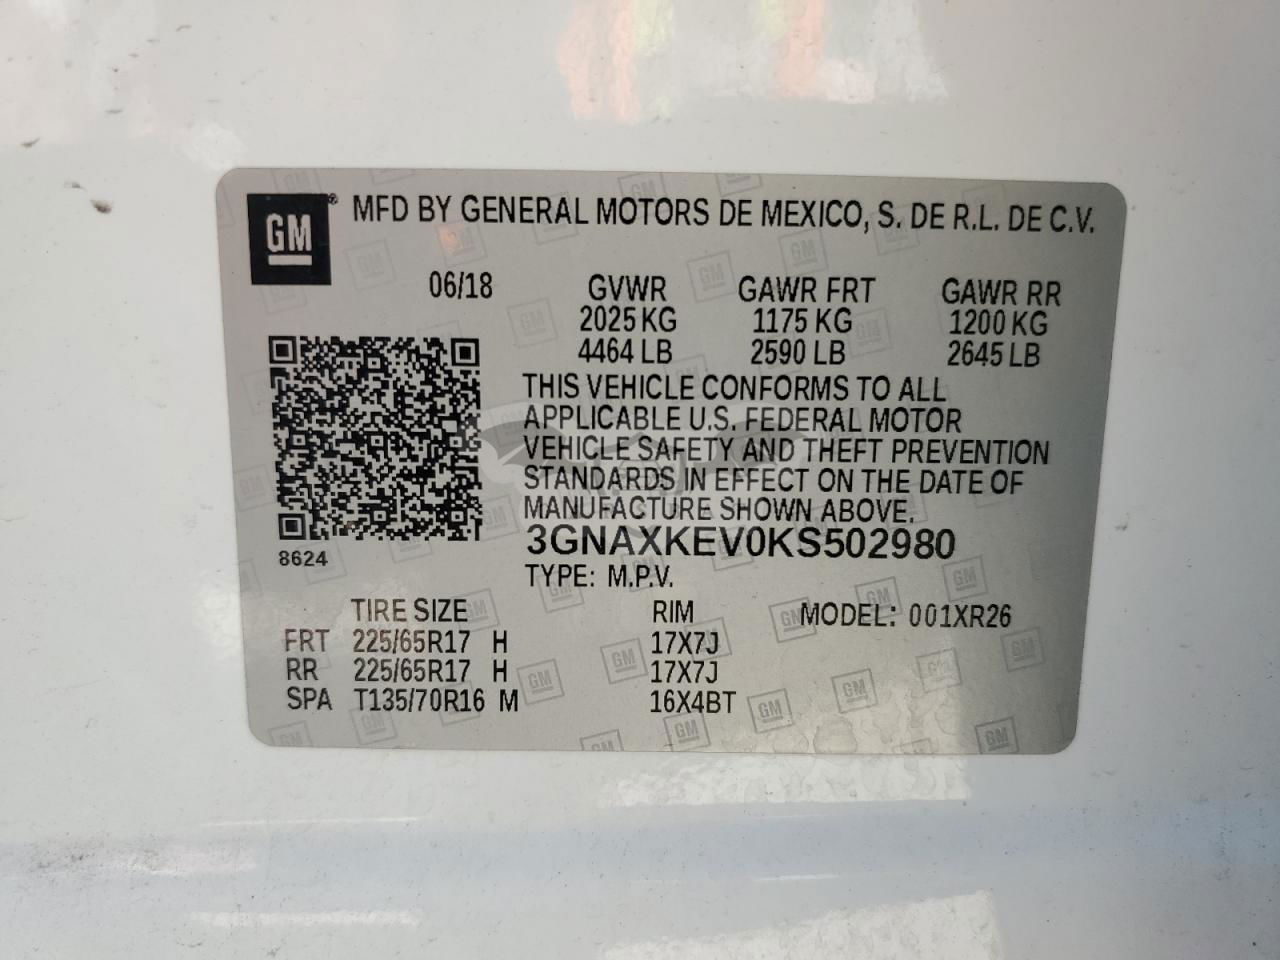 GM® MFD BY GENERAL MOTORS DE MEXICO, S. DE R.L. DE C.V.
06/18 GVWR GAWR FRT GAWR RR
2025 KG 1175 KG 1200 KG
4464 LB 2590 LB 2645 LB
THIS VEHICLE CONFORMS TO ALL
APPLICABLE U.S. FEDERAL MOTOR
VEHICLE SAFETY AND THEFT PREVENTION
STANDARDS IN EFFECT ON THE DATE OF
MANUFACTURE SHOWN ABOVE.
8624 3GNAXKEV0KS502980
TYPE: M.P.V.
TIRE SIZE RIM MODEL: 001XR26
FRT 225/65R17 H 17X7J
RR 225/65R17 H 17X7J
SPA T135/70R16 M 16X4BT